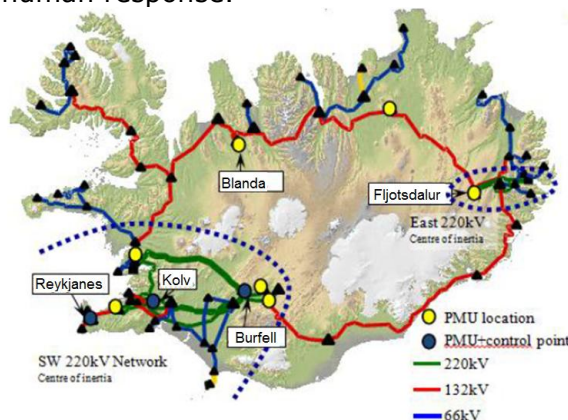 human response.
Blanda
Fljotsdalur
East 220kV
Centre of inertia
Reykjanes
Kolv
Burfell
SW 220kV Network
Centre of inertia
PMU location
PMU+control point
220kV
132kV
66kV